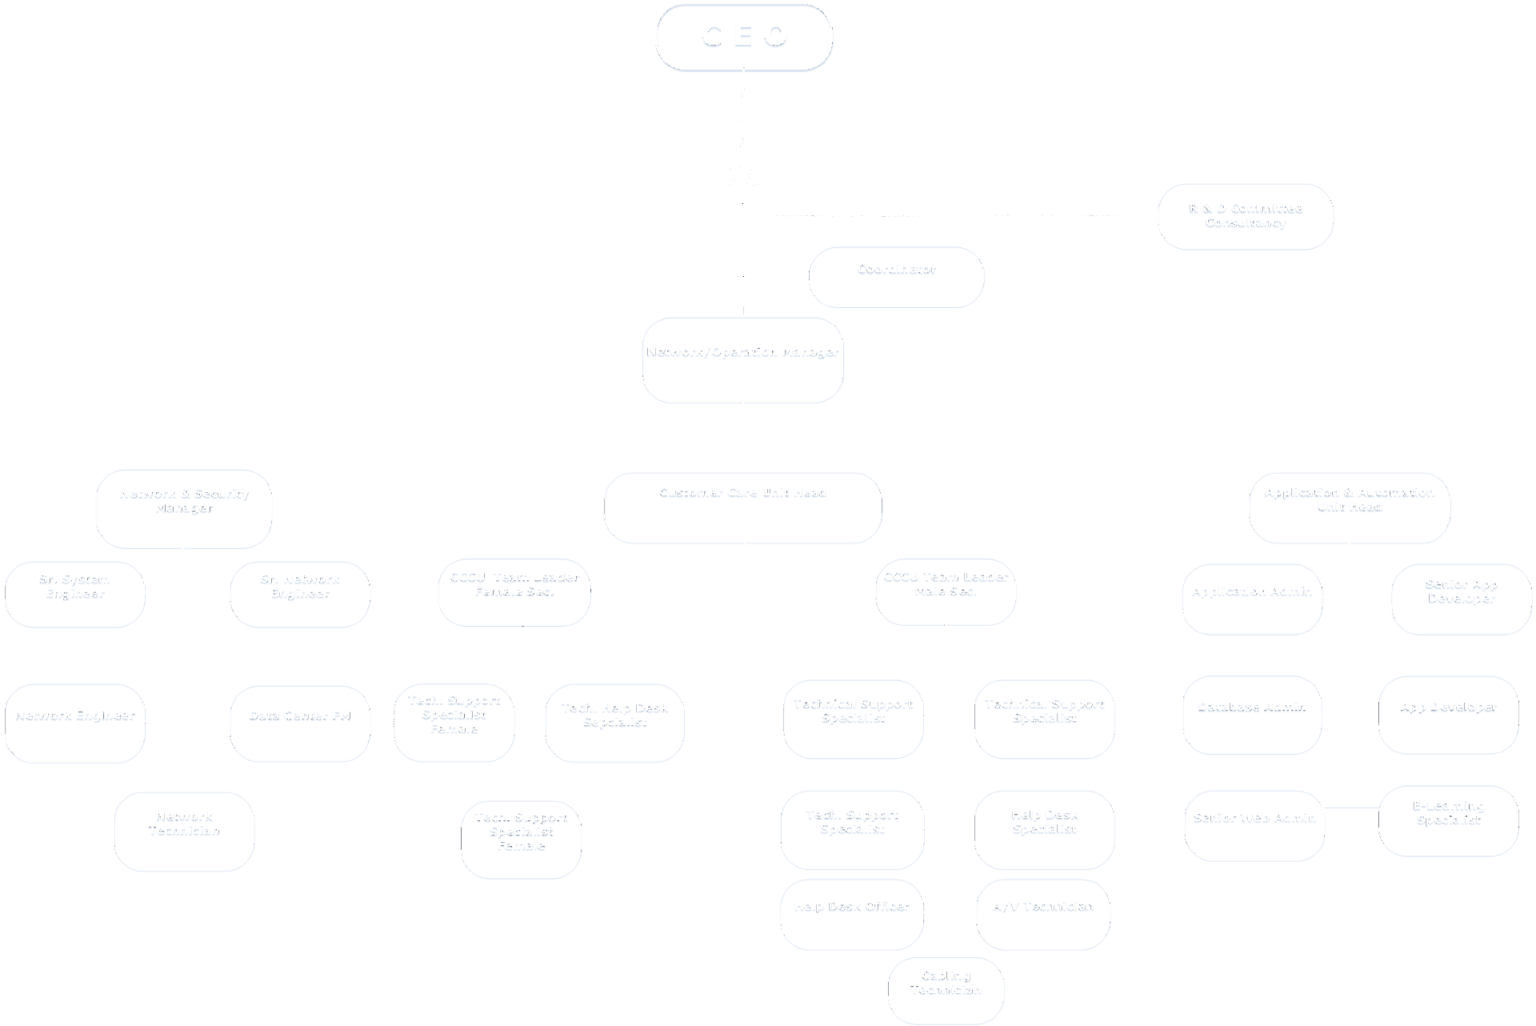 CEO
R & D Committee
Consultancy
Coordinator
Network/Operation Manager
Network & Security
Manager
Customer Care Unit Head
Application & Automation
Unit Head
Sr. System
Engineer
Sr. Network
Engineer
CCCU Team Leader
Female Sec.
CCCU Team Leader
Male Sec.
Application Admin
Senior App
Developer
Network Engineer
Data Center FM
Tech. Support
Specialist
Female
Tech. Help Desk
Sepcialist
Technical Support
Specialist
Technical Support
Specialist
Database Admin
App Developer
Network
Technician
Tech. Support
Specialist
Female
Tech. Support
Specialist
Help Desk
Specialist
Senior Web Admin
E-Learning
Specialist
Help Desk Officer
A/V Technician
Cabling
Technician